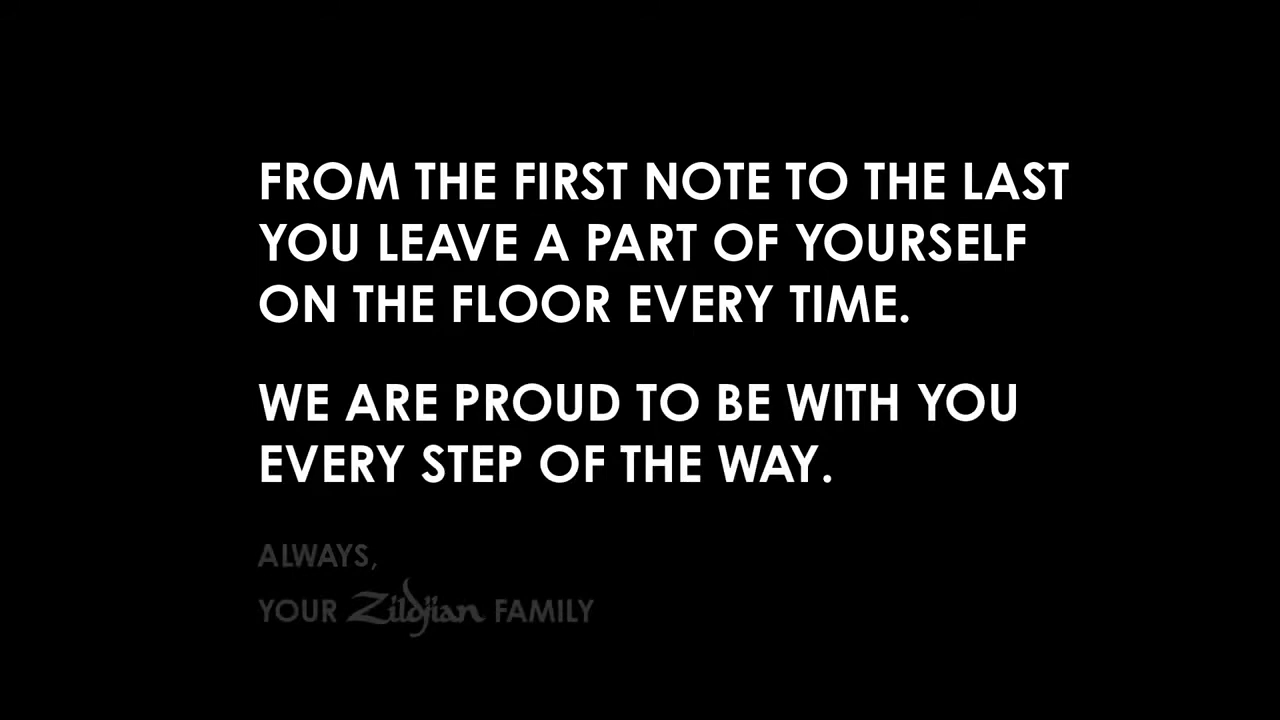 FROM THE FIRST NOTE TO THE LAST
YOU LEAVE A PART OF YOURSELF
ON THE FLOOR EVERY TIME.
WE ARE PROUD TO BE WITH YOU
EVERY STEP OF THE WAY.
ALWAYS,
YOUR Zildjian FAMILY